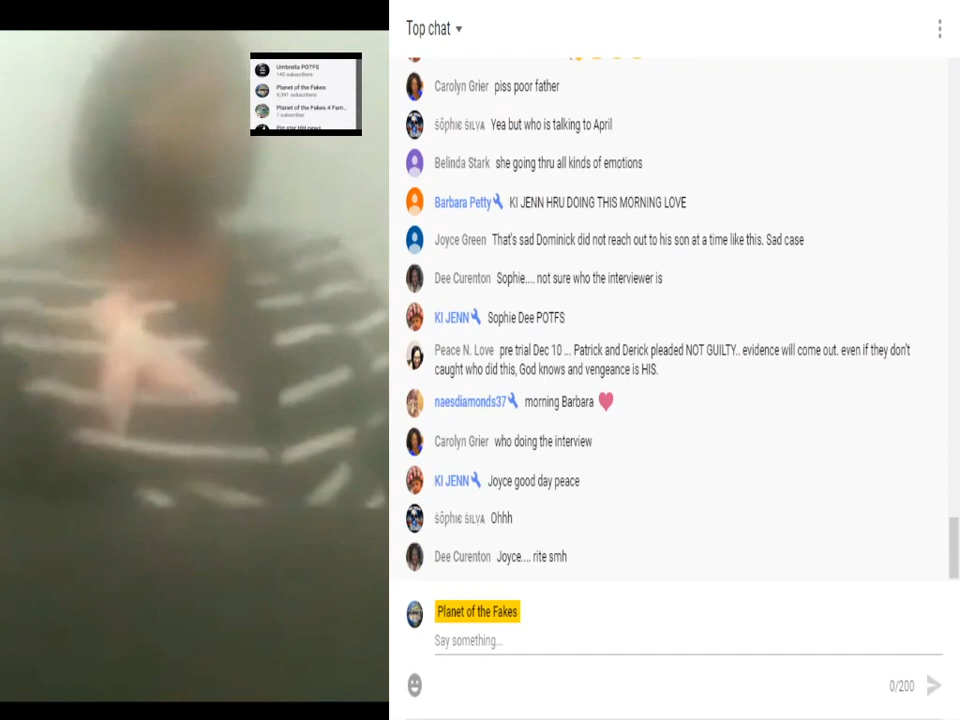 Umbrella POTFS
Planet of the Fakes
Planet of the Fakes 4 Fam...
1 subscriber
Top chat
Carolyn Grier piss poor father
śôphıє śıʟνᴀ Yea but who is talking to April
Belinda Stark she going thru all kinds of emotions
Barbara Petty KI JENN HRU DOING THIS MORNING LOVE
Joyce Green That's sad Dominick did not reach out to his son at a time like this. Sad case
Dee Curenton Sophie.... not sure who the interviewer is
KI JENN Sophie Dee POTFS
Peace N. Love pre trial Dec 10 ... Patrick and Derick pleaded NOT GUILTY.. evidence will come out. even if they don't
caught who did this, God knows and vengeance is HIS.
naesdiamonds37 morning Barbara
Carolyn Grier who doing the interview
KI JENN Joyce good day peace
śôphıє śıʟνᴀ Ohhh
Dee Curenton Joyce.... rite smh
Planet of the Fakes
Say something...
0/200